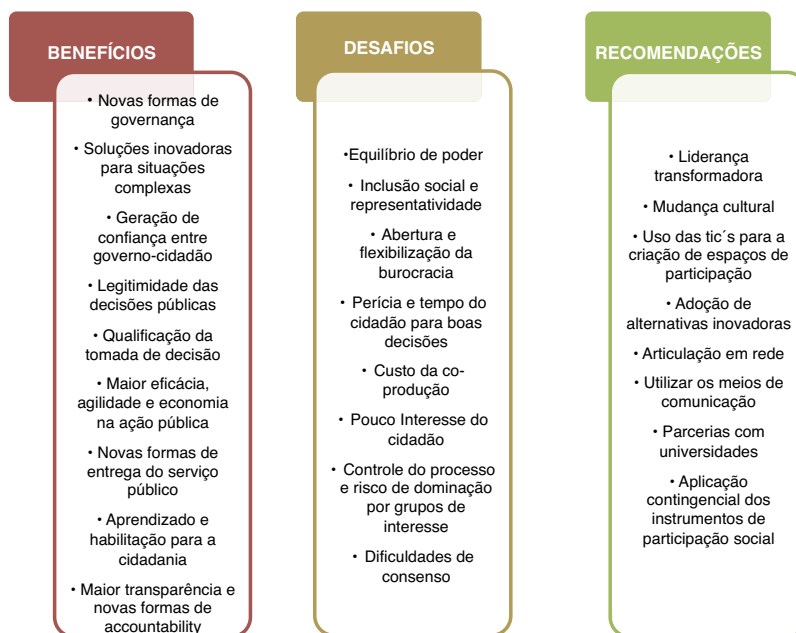 BENEFÍCIOS
• Novas formas de
governança
• Soluções inovadoras
para situações
complexas
• Geração de
confiança entre
governo-cidadão
• Legitimidade das
decisões públicas
• Qualificação da
tomada de decisão
• Maior eficácia,
agilidade e economia
na ação pública
• Novas formas de
entrega do serviço
público
• Aprendizado e
habilitação para a
cidadania
• Maior transparência e
novas formas de
accountability
DESAFIOS
•Equilíbrio de poder
• Inclusão social e
representatividade
• Abertura e
flexibilização da
burocracia
• Perícia e tempo do
cidadão para boas
decisões
• Custo da co-
produção
• Pouco Interesse do
cidadão
• Controle do processo
e risco de dominação
por grupos de
interesse
• Dificuldades de
consenso
RECOMENDAÇÕES
• Liderança
transformadora
• Mudança cultural
• Uso das tic´s para a
criação de espaços de
participação
• Adoção de
alternativas inovadoras
• Articulação em rede
• Utilizar os meios de
comunicação
• Parcerias com
universidades
• Aplicação
contingencial dos
instrumentos de
participação social